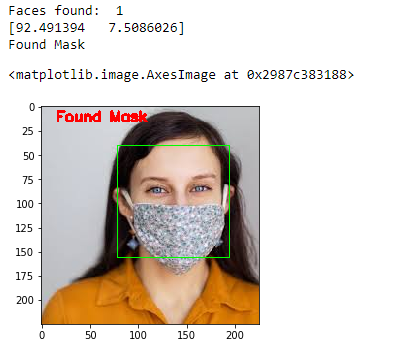 Faces found:  1
[92.491394   7.5086026]
Found Mask
<matplotlib.image.AxesImage at 0x2987c383188>
Found Mask
0
25
50
75
100
125
150
175
200
0 50 100 150 200